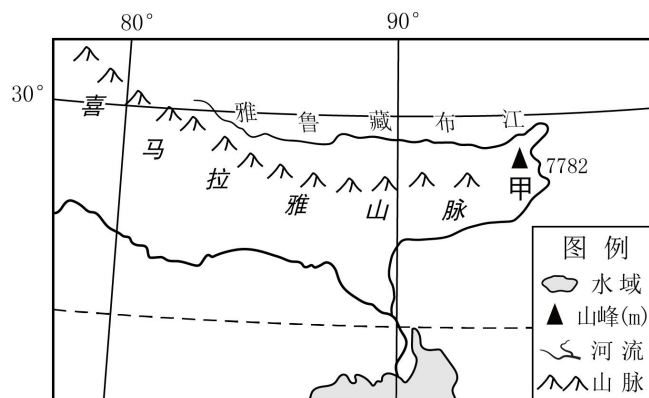 80°
90°
30°
雅鲁藏布江
喜马拉雅山脉
7782
甲
图例
水域
山峰(m)
河流
山脉